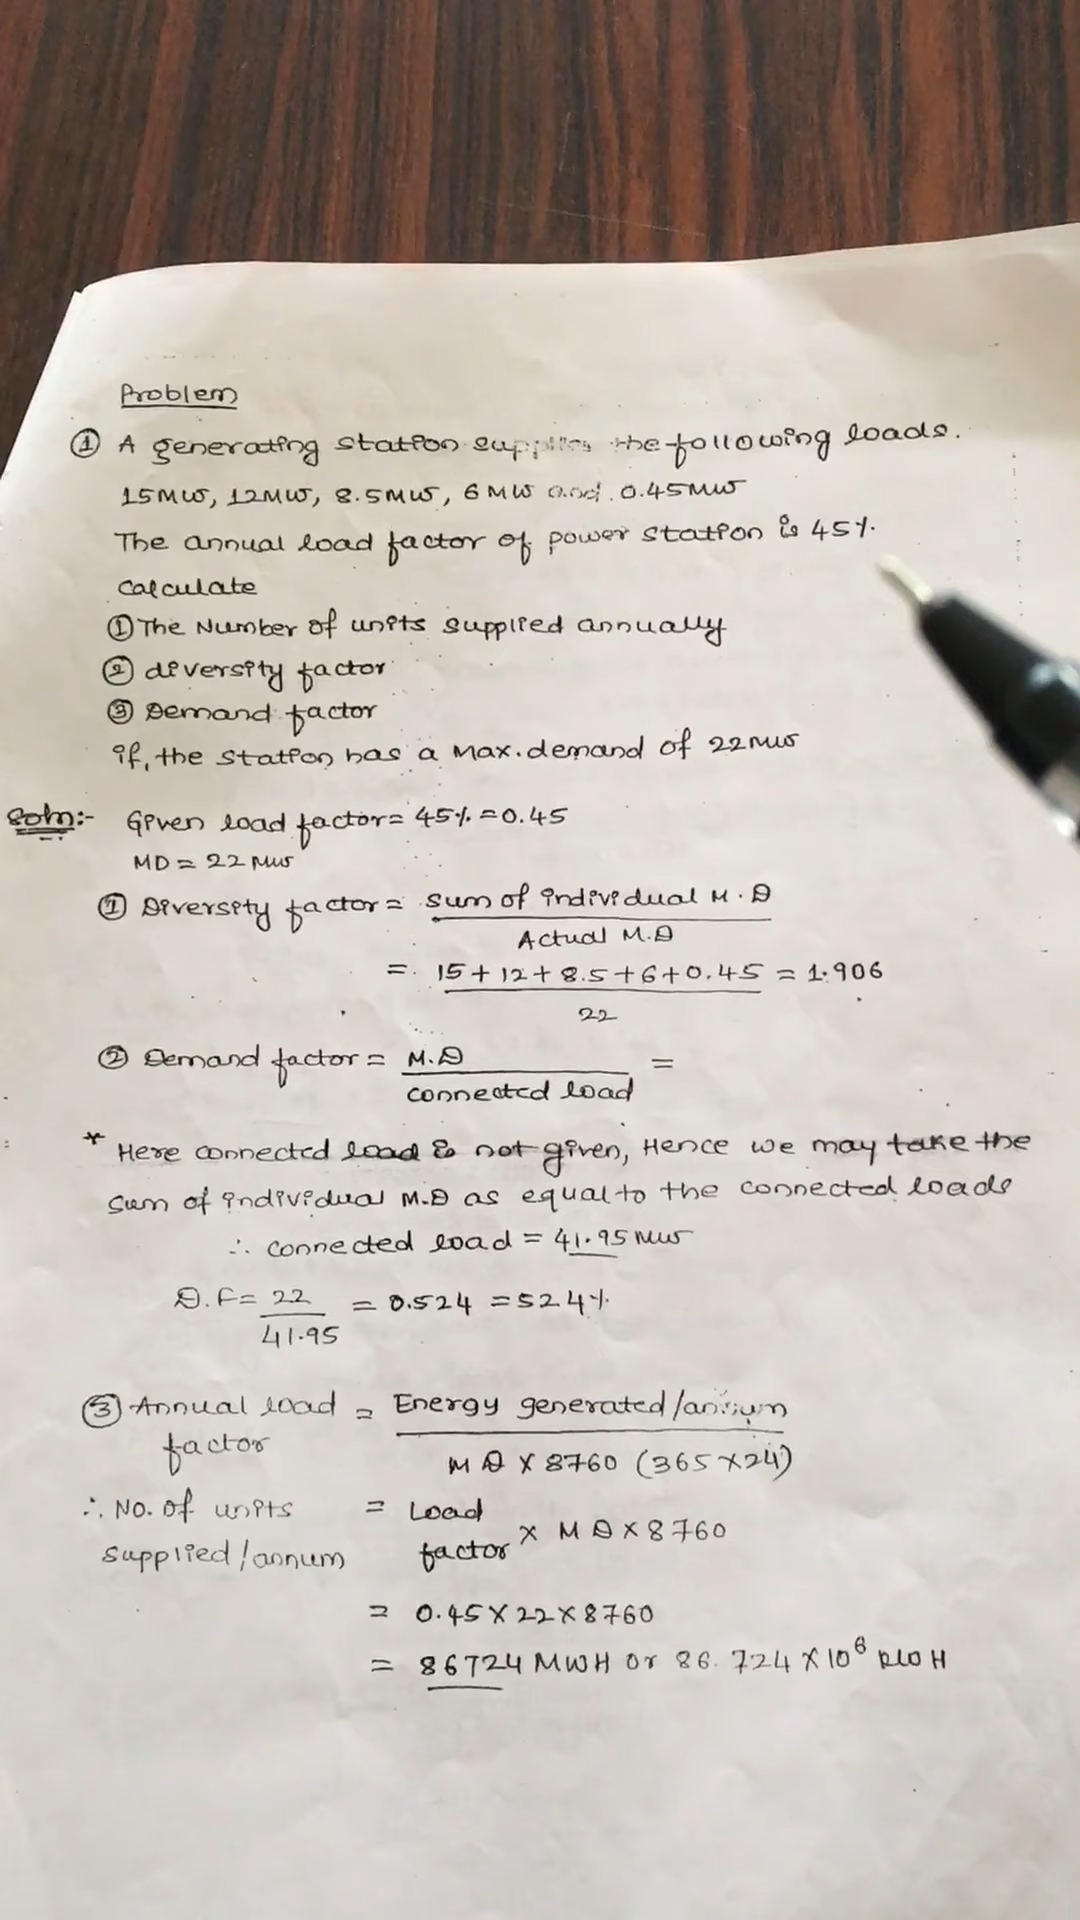 Problem
① A generating station supplies the following loads.
15MW, 12MW, 8.5MW, 6MW and 0.45MW
The annual load factor of power station is 45%.
Calculate
① The Number of units supplied annually
② diversity factor
③ Demand factor
if, the station has a Max. demand of 22MW
Soln:- Given load factor = 45% = 0.45
MD = 22MW
① Diversity factor = Sum of individual M.D
Actual M.D
= 15+12+8.5+6+0.45 = 1.906
22
② Demand factor = M.D =
connected load
* Here connected load is not given, Hence we may take the
sum of individual M.D as equal to the connected loads
∴ connected load = 41.95MW
D.F = 22 = 0.524 = 524%
41.95
③ Annual load = Energy generated/annum
factor MD × 8760 (365×24)
∴ No. of units = Load × MD × 8760
supplied/annum factor
= 0.45×22×8760
= 86724 MWH or 86.724×10⁶ KWH